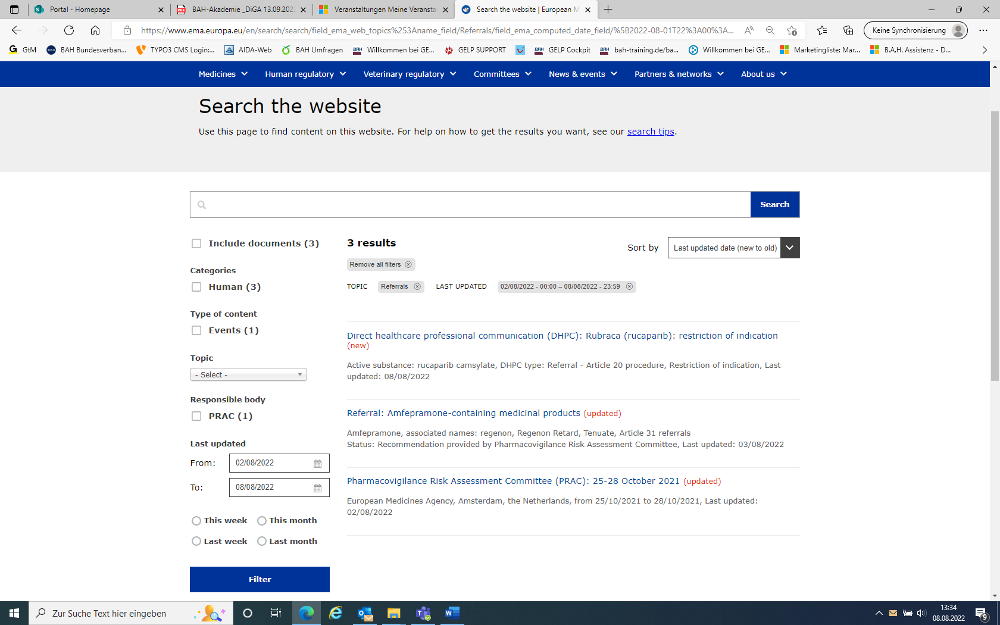 Portal - Homepage
BAH-Akademie _DiGA 13.09.202
Veranstaltungen Meine Veranstal
Search the website | European M
https://www.ema.europa.eu/en/search/search/field_ema_web_topics%253Aname_field/Referrals/field_ema_computed_date_field/%5B2022-08-01T22%3A00%3A...
Keine Synchronisierung
GtM
BAH Bundesverban...
TYPO3 CMS Login:...
AIDA-Web
BAH Umfragen
Willkommen bei GE...
GELP SUPPORT
GELP Cockpit
bah-training.de/ba...
Willkommen bei GE...
Marketingliste: Mar...
B.A.H. Assistenz - D...
Medicines
Human regulatory
Veterinary regulatory
Committees
News & events
Partners & networks
About us
Search the website
Use this page to find content on this website. For help on how to get the results you want, see our search tips.
Search
Include documents (3)
Categories
Human (3)
Type of content
Events (1)
Topic
- Select -
Responsible body
PRAC (1)
Last updated
From: 02/08/2022
To: 08/08/2022
This week
This month
Last week
Last month
Filter
3 results
Sort by Last updated date (new to old)
Remove all filters
TOPIC Referrals LAST UPDATED 02/08/2022 - 00:00 – 08/08/2022 - 23:59
Direct healthcare professional communication (DHPC): Rubraca (rucaparib): restriction of indication
(new)
Active substance: rucaparib camsylate, DHPC type: Referral - Article 20 procedure, Restriction of indication, Last
updated: 08/08/2022
Referral: Amfepramone-containing medicinal products (updated)
Amfepramone, associated names: regenon, Regenon Retard, Tenuate, Article 31 referrals
Status: Recommendation provided by Pharmacovigilance Risk Assessment Committee, Last updated: 03/08/2022
Pharmacovigilance Risk Assessment Committee (PRAC): 25-28 October 2021 (updated)
European Medicines Agency, Amsterdam, the Netherlands, from 25/10/2021 to 28/10/2021, Last updated:
02/08/2022
Zur Suche Text hier eingeben
13:34
08.08.2022
9